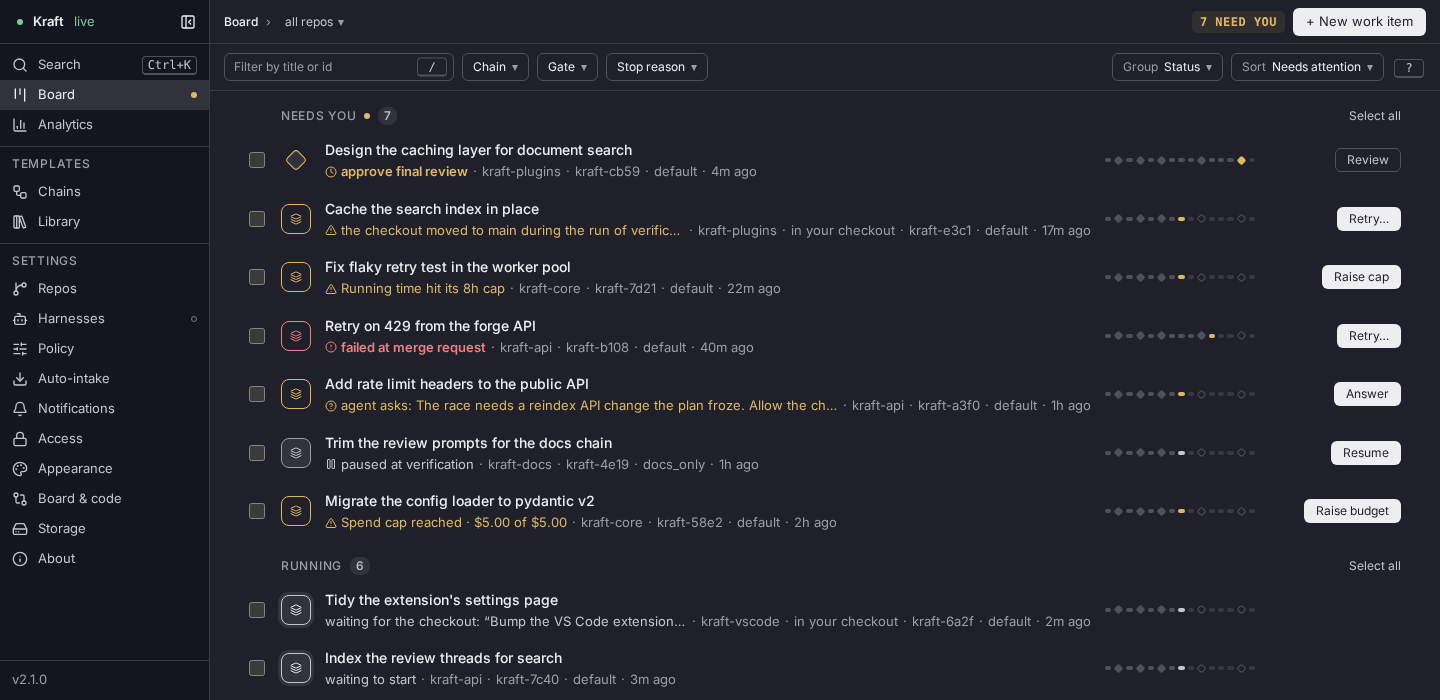 Kraft live
Board › all repos ▾
7 NEED YOU
+ New work item
Search Ctrl+K
Board
Analytics
TEMPLATES
Chains
Library
SETTINGS
Repos
Harnesses
Policy
Auto-intake
Notifications
Access
Appearance
Board & code
Storage
About
v2.1.0
Filter by title or id /
Chain ▾
Gate ▾
Stop reason ▾
Group Status ▾
Sort Needs attention ▾
?
NEEDS YOU 7
Select all
Design the caching layer for document search
approve final review · kraft-plugins · kraft-cb59 · default · 4m ago
Review
Cache the search index in place
the checkout moved to main during the run of verific… · kraft-plugins · in your checkout · kraft-e3c1 · default · 17m ago
Retry…
Fix flaky retry test in the worker pool
Running time hit its 8h cap · kraft-core · kraft-7d21 · default · 22m ago
Raise cap
Retry on 429 from the forge API
failed at merge request · kraft-api · kraft-b108 · default · 40m ago
Retry…
Add rate limit headers to the public API
agent asks: The race needs a reindex API change the plan froze. Allow the ch… · kraft-api · kraft-a3f0 · default · 1h ago
Answer
Trim the review prompts for the docs chain
paused at verification · kraft-docs · kraft-4e19 · docs_only · 1h ago
Resume
Migrate the config loader to pydantic v2
Spend cap reached · $5.00 of $5.00 · kraft-core · kraft-58e2 · default · 2h ago
Raise budget
RUNNING 6
Select all
Tidy the extension's settings page
waiting for the checkout: “Bump the VS Code extension… · kraft-vscode · in your checkout · kraft-6a2f · default · 2m ago
Index the review threads for search
waiting to start · kraft-api · kraft-7c40 · default · 3m ago